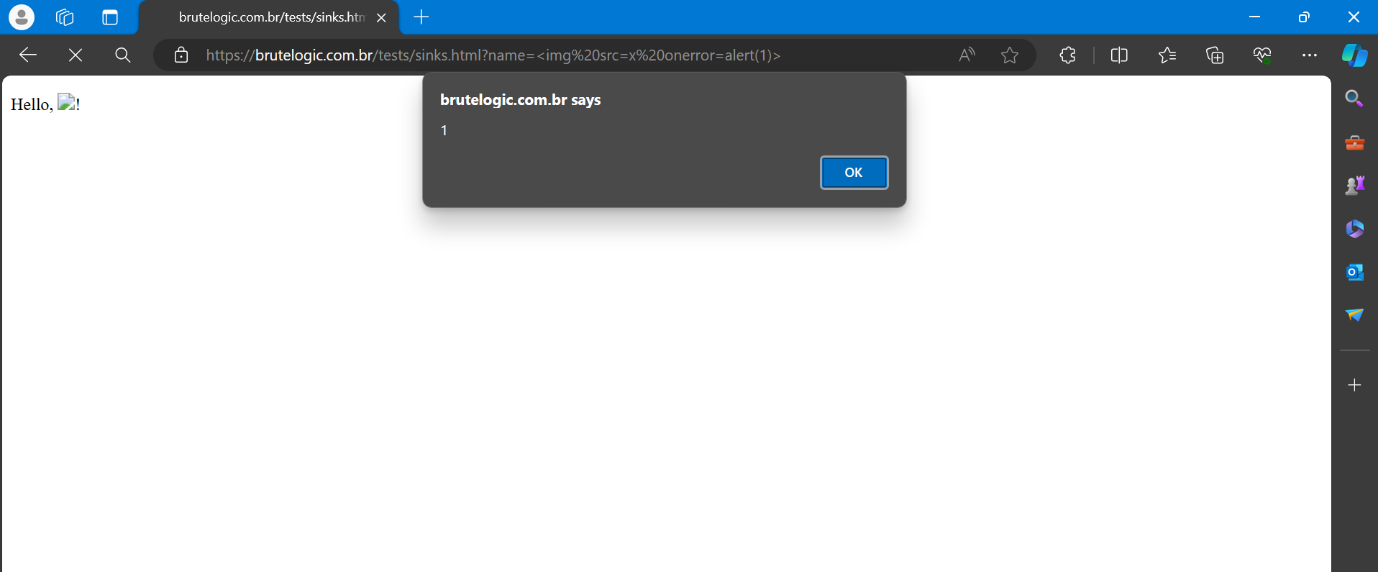 brutelogic.com.br/tests/sinks.htn
https://brutelogic.com.br/tests/sinks.html?name=<img%20src=x%20onerror=alert(1)>
Hello, !
brutelogic.com.br says
1
OK